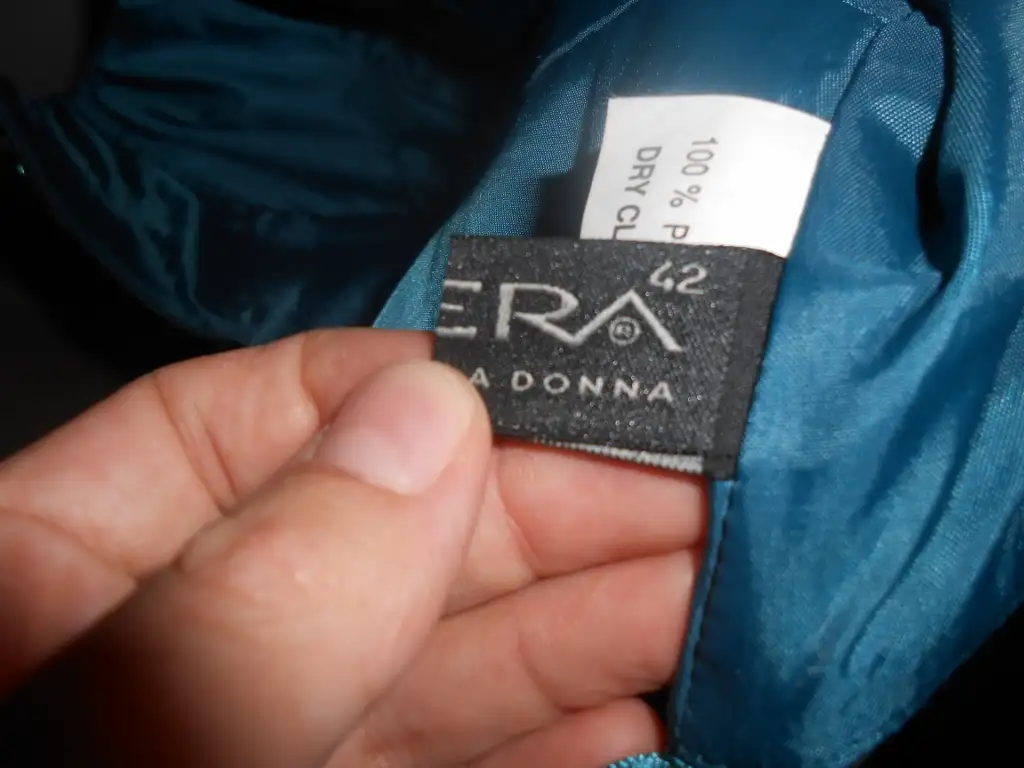 100 % P
DRY CL
42
ERA®
A DONNA